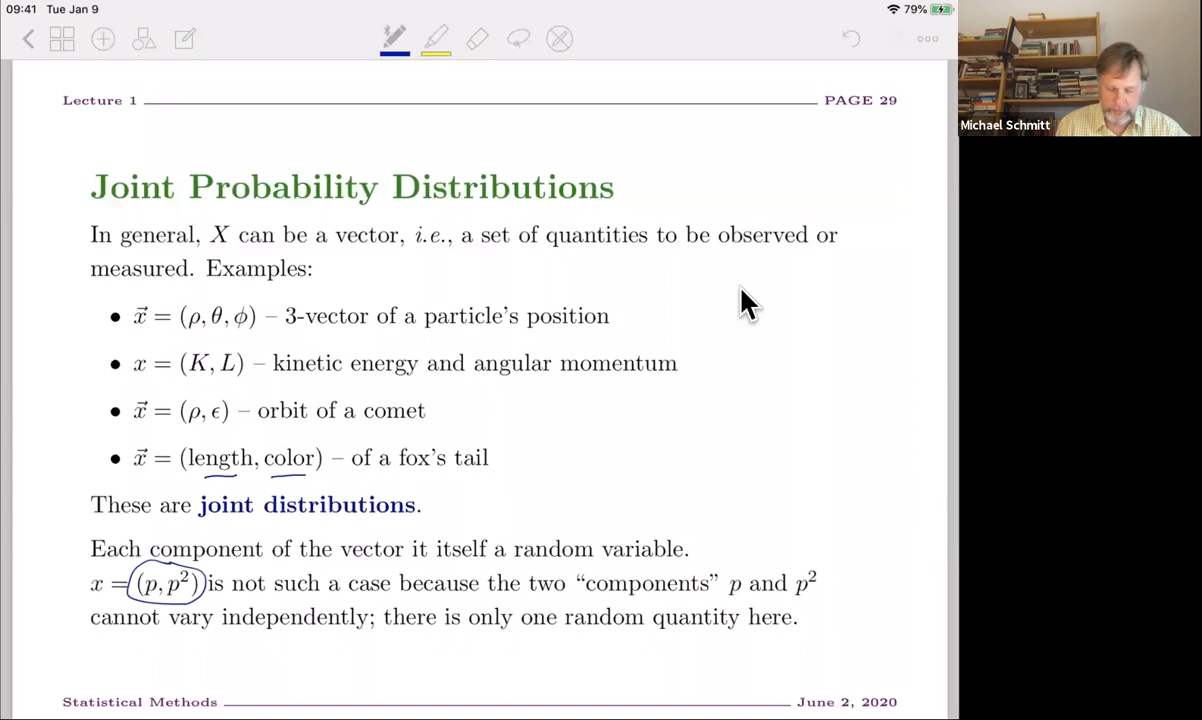 09:41 Tue Jan 9
79%
Lecture 1
PAGE 29
Michael Schmitt
Joint Probability Distributions
In general, X can be a vector, i.e., a set of quantities to be observed or
measured. Examples:
• x⃗ = (ρ, θ, ϕ) – 3-vector of a particle's position
• x = (K, L) – kinetic energy and angular momentum
• x⃗ = (ρ, ϵ) – orbit of a comet
• x⃗ = (length, color) – of a fox's tail
These are joint distributions.
Each component of the vector it itself a random variable.
x = (p, p²) is not such a case because the two “components” p and p²
cannot vary independently; there is only one random quantity here.
Statistical Methods
June 2, 2020